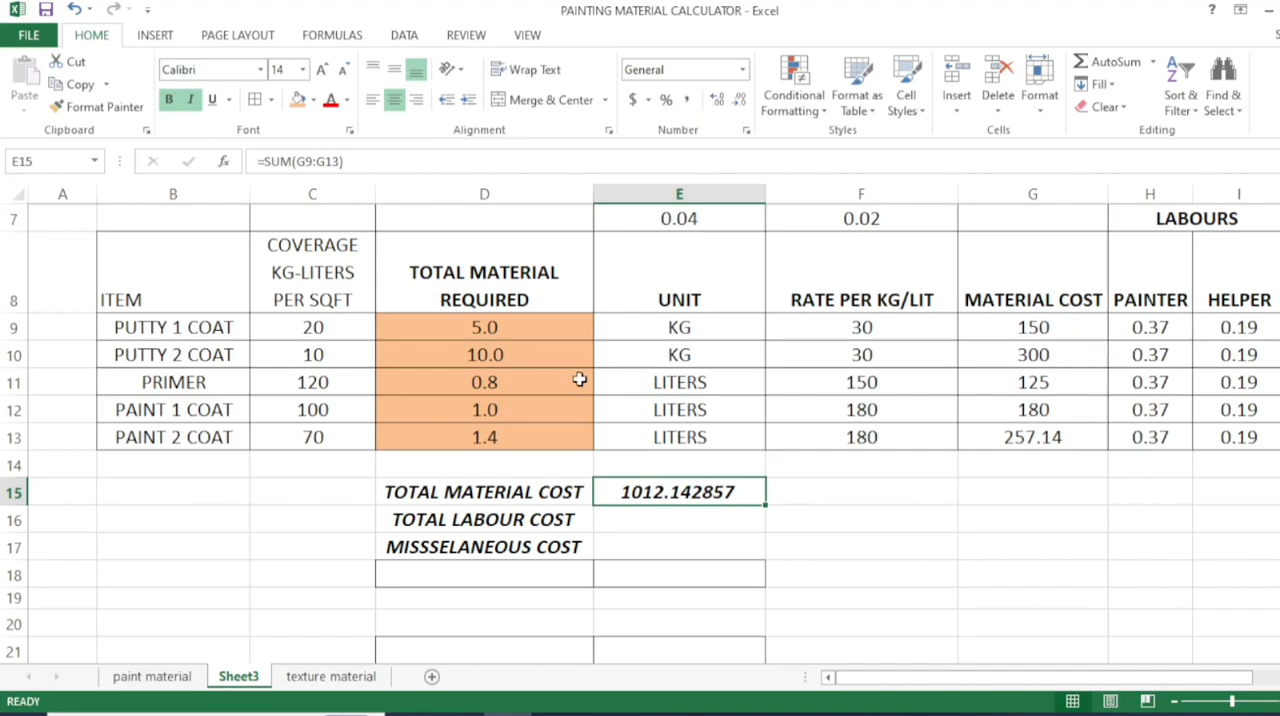 PAINTING MATERIAL CALCULATOR - Excel
FILE HOME INSERT PAGE LAYOUT FORMULAS DATA REVIEW VIEW
Paste Cut Copy Format Painter Clipboard
Calibri 14 B I U Font
Wrap Text Merge & Center Alignment
General $ % , Number
Conditional Formatting Format as Table Cell Styles Styles
Insert Delete Format Cells
AutoSum Fill Clear Sort & Filter Find & Select Editing
E15 fx =SUM(G9:G13)
A B C D E F G H I
7 0.04 0.02 LABOURS
8 ITEM COVERAGE KG-LITERS PER SQFT TOTAL MATERIAL REQUIRED UNIT RATE PER KG/LIT MATERIAL COST PAINTER HELPER
9 PUTTY 1 COAT 20 5.0 KG 30 150 0.37 0.19
10 PUTTY 2 COAT 10 10.0 KG 30 300 0.37 0.19
11 PRIMER 120 0.8 LITERS 150 125 0.37 0.19
12 PAINT 1 COAT 100 1.0 LITERS 180 180 0.37 0.19
13 PAINT 2 COAT 70 1.4 LITERS 180 257.14 0.37 0.19
14
15 TOTAL MATERIAL COST 1012.142857
16 TOTAL LABOUR COST
17 MISSSELANEOUS COST
18
19
20
21
paint material Sheet3 texture material
READY